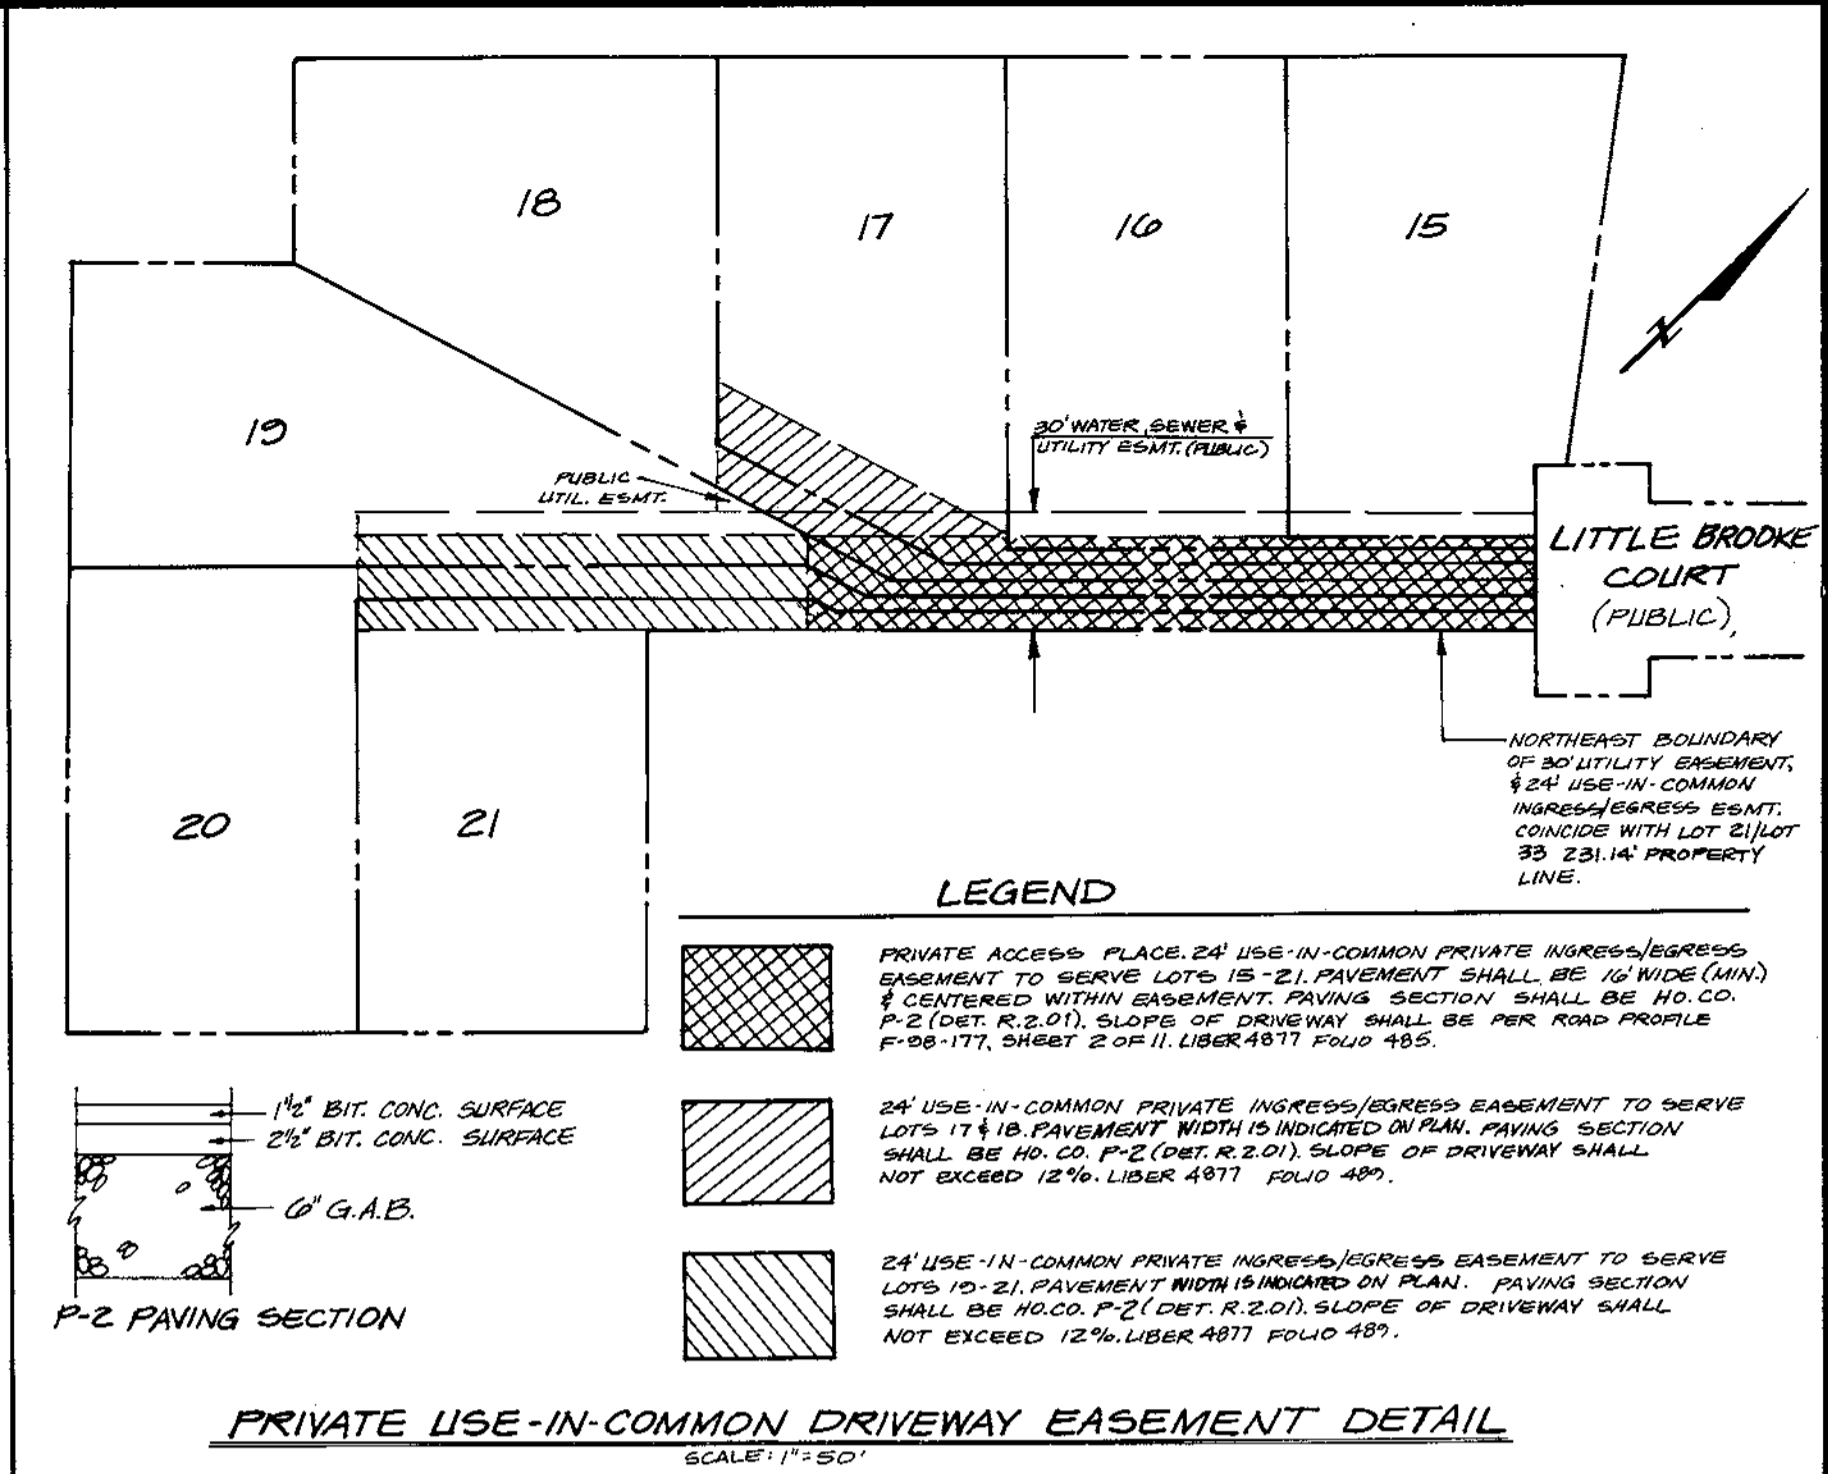 18
17
16
15
19
30' WATER, SEWER &
UTILITY ESMT. (PUBLIC)
PUBLIC
UTIL. ESMT.
N
LITTLE BROOKE
COURT
(PUBLIC)
NORTHEAST BOUNDARY
OF 30' UTILITY EASEMENT,
& 24' USE-IN-COMMON
INGRESS/EGRESS ESMT.
COINCIDE WITH LOT 21/LOT
33 231.14' PROPERTY
LINE.
20
21
LEGEND
PRIVATE ACCESS PLACE. 24' USE-IN-COMMON PRIVATE INGRESS/EGRESS
EASEMENT TO SERVE LOTS 15-21. PAVEMENT SHALL BE 16' WIDE (MIN.)
& CENTERED WITHIN EASEMENT. PAVING SECTION SHALL BE HO. CO.
P-2 (DET. R.2.01). SLOPE OF DRIVEWAY SHALL BE PER ROAD PROFILE
F-98-177, SHEET 2 OF 11. LIBER 4877 FOLIO 485.
24' USE-IN-COMMON PRIVATE INGRESS/EGRESS EASEMENT TO SERVE
LOTS 17 & 18. PAVEMENT WIDTH IS INDICATED ON PLAN. PAVING SECTION
SHALL BE HO. CO. P-2 (DET. R.2.01). SLOPE OF DRIVEWAY SHALL
NOT EXCEED 12%. LIBER 4877 FOLIO 489.
24' USE-IN-COMMON PRIVATE INGRESS/EGRESS EASEMENT TO SERVE
LOTS 19-21. PAVEMENT WIDTH IS INDICATED ON PLAN. PAVING SECTION
SHALL BE HO.CO. P-2 (DET. R.2.01). SLOPE OF DRIVEWAY SHALL
NOT EXCEED 12%. LIBER 4877 FOLIO 489.
1 1/2" BIT. CONC. SURFACE
2 1/2" BIT. CONC. SURFACE
6" G.A.B.
P-2 PAVING SECTION
PRIVATE USE-IN-COMMON DRIVEWAY EASEMENT DETAIL
SCALE: 1"=50'